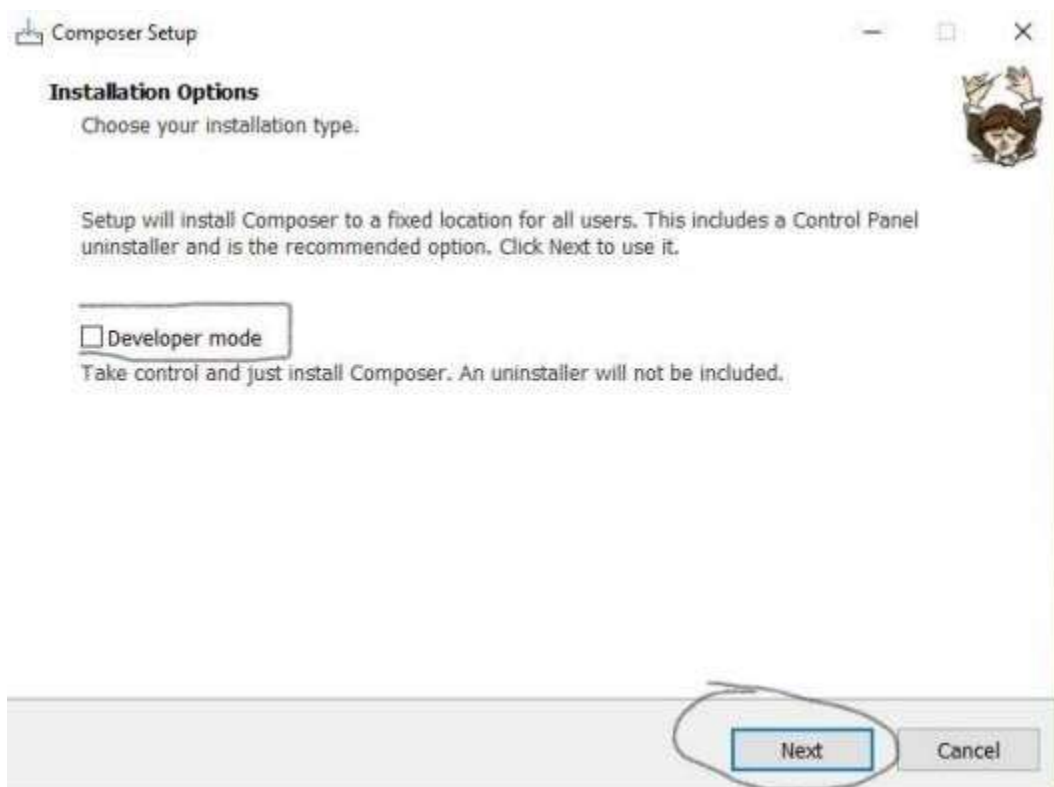 Composer Setup
Installation Options
Choose your installation type.
Setup will install Composer to a fixed location for all users. This includes a Control Panel
uninstaller and is the recommended option. Click Next to use it.
Developer mode
Take control and just install Composer. An uninstaller will not be included.
Next
Cancel